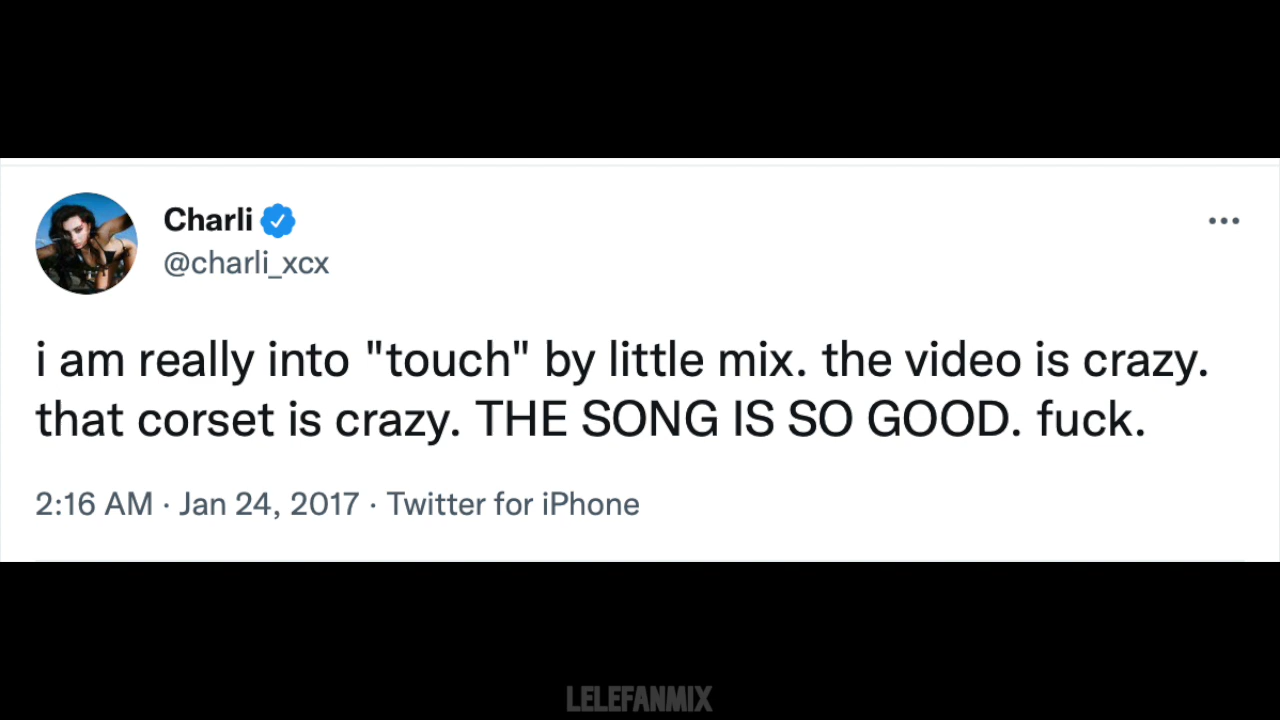 Charli
@charli_xcx
i am really into "touch" by little mix. the video is crazy.
that corset is crazy. THE SONG IS SO GOOD. fuck.
2:16 AM · Jan 24, 2017 · Twitter for iPhone
LELEFANMIX